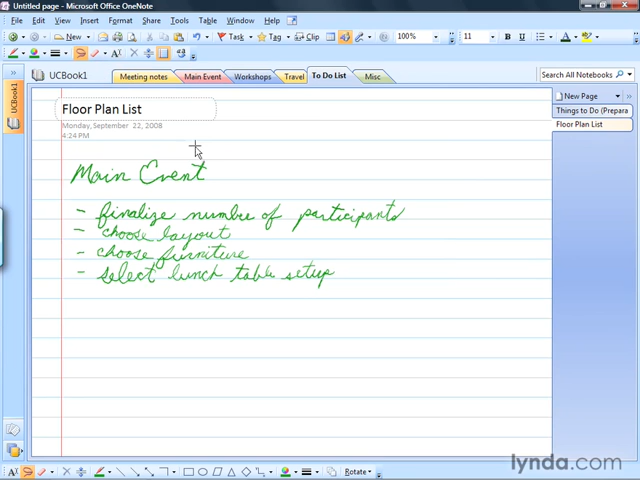 Untitled page - Microsoft Office OneNote
File Edit View Insert Format Share Tools Table Window Help
Back Task Tag 100% 11 B U
UCBook1 Meeting notes Main Event Workshops Travel To Do List Misc Search All Notebooks
UCBook1
New Page
Things to Do (Prepara
Floor Plan List
Floor Plan List
Monday, September 22, 2008
4:24 PM
Main Event
- finalize number of participants
- choose layout
- choose furniture
- select lunch table setup
Rotate
lynda.com